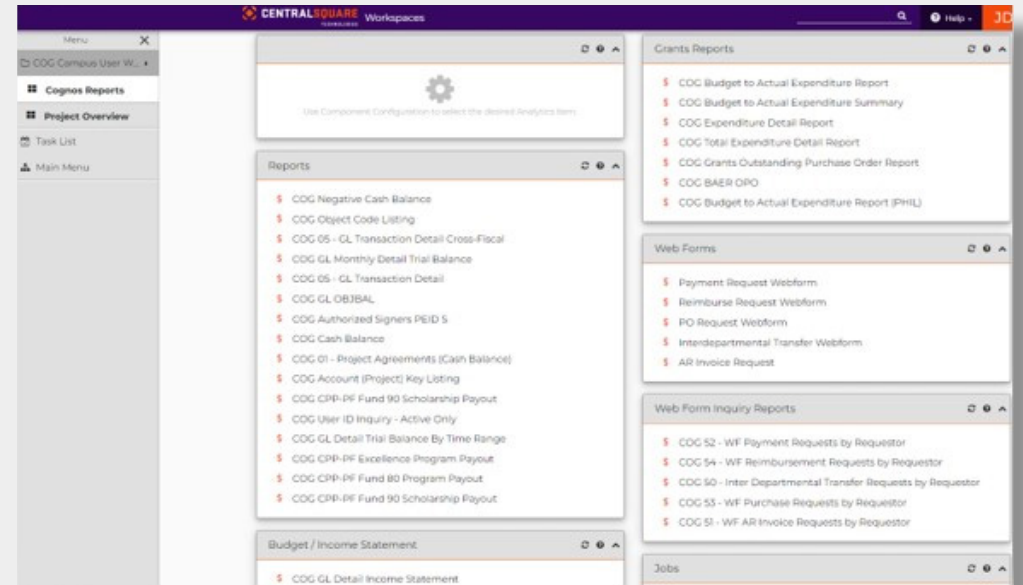 CENTRALSQUARE Workspaces
TECHNOLOGIES
Help
JD
Menu
COG Campus User W...
Cognos Reports
Project Overview
Task List
Main Menu
Use Component Configuration to select the desired Analytics item.
Reports
$ COG Negative Cash Balance
$ COG Object Code Listing
$ COG 05 - GL Transaction Detail Cross-Fiscal
$ COG GL Monthly Detail Trial Balance
$ COG 05 - GL Transaction Detail
$ COG GL OBJBAL
$ COG Authorized Signers PEID S
$ COG Cash Balance
$ COG 01 - Project Agreements (Cash Balance)
$ COG Account (Project) Key Listing
$ COG CPP-PF Fund 90 Scholarship Payout
$ COG User ID Inquiry - Active Only
$ COG GL Detail Trial Balance By Time Range
$ COG CPP-PF Excellence Program Payout
$ COG CPP-PF Fund 80 Program Payout
$ COG CPP-PF Fund 90 Scholarship Payout
Budget / Income Statement
$ COG GL Detail Income Statement
Grants Reports
$ COG Budget to Actual Expenditure Report
$ COG Budget to Actual Expenditure Summary
$ COG Expenditure Detail Report
$ COG Total Expenditure Detail Report
$ COG Grants Outstanding Purchase Order Report
$ COG BAER OPO
$ COG Budget to Actual Expenditure Report (PHIL)
Web Forms
$ Payment Request Webform
$ Reimburse Request Webform
$ PO Request Webform
$ Interdepartmental Transfer Webform
$ AR Invoice Request
Web Form Inquiry Reports
$ COG 52 - WF Payment Requests by Requestor
$ COG 54 - WF Reimbursement Requests by Requestor
$ COG 50 - Inter Departmental Transfer Requests by Requestor
$ COG 53 - WF Purchase Requests by Requestor
$ COG 51 - WF AR Invoice Requests by Requestor
Jobs